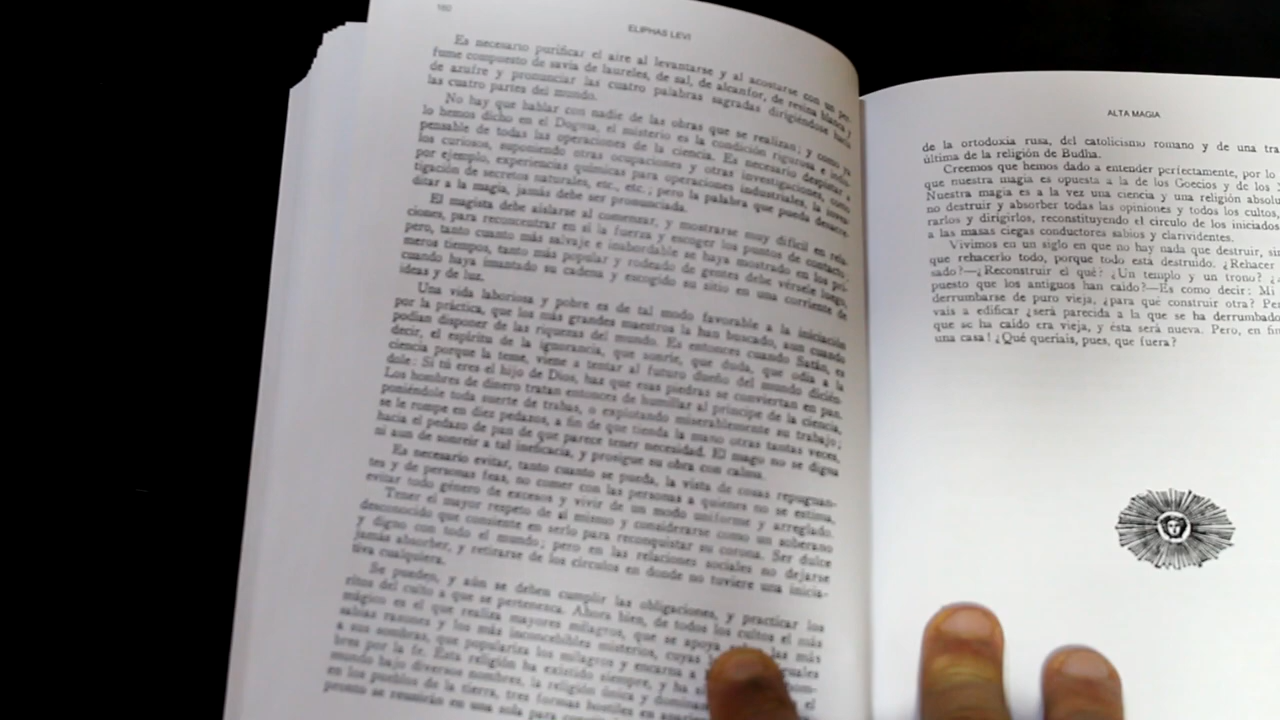 180
ELIPHAS LEVI
Es necesario purificar el aire al levantarse y al acostarse con un per-
fume compuesto de savia de laureles, de sal, de alcanfor, de resina blanca y
de azufre y pronunciar las cuatro palabras sagradas dirigiéndose hacia
las cuatro partes del mundo.
No hay que hablar con nadie de las obras que se realizan; y como ya
lo hemos dicho en el Dogma, el misterio es la condición rigurosa e indis-
pensable de todas las operaciones de la ciencia. Es necesario despistar a
los curiosos, suponiendo otras ocupaciones y otras investigaciones, como
por ejemplo, experiencias químicas para operaciones industriales, la inves-
tigación de secretos naturales, etc., etc.; pero la palabra que pueda desacre-
ditar a la magia, jamás debe ser pronunciada.
El magista debe aislarse al comenzar, y mostrarse muy difícil en rela-
ciones, para reconcentrar en él la fuerza y escoger los puntos de contacto;
pero, tanto cuanto más salvaje e inabordable se haya mostrado en los pri-
meros tiempos, tanto más popular y rodeado de gentes debe vérsele luego,
cuando haya imantado su cadena y escogido su sitio en una corriente de
ideas y de luz.
Una vida laboriosa y pobre es de tal modo favorable a la iniciación
por la práctica, que los más grandes maestros la han buscado, aun cuando
podían disponer de las riquezas del mundo. Es entonces cuando Satán, es
decir, el espíritu de la ignorancia, que sonríe, que duda, que odia a la
ciencia porque la teme, viene a tentar al futuro dueño del mundo dicién-
dole: Si tú eres el hijo de Dios, haz que esas piedras se conviertan en pan.
Los hombres de dinero tratan entonces de humillar al príncipe de la ciencia,
poniéndole toda suerte de trabas, o explotando miserablemente su trabajo;
se le rompe en diez pedazos, a fin de que tienda la mano otras tantas veces,
hacia el pedazo de pan de que parece tener necesidad. El mago no se digna
ni aun de sonreir a tal ineficacia, y prosigue su obra con calma.
Es necesario evitar, tanto cuanto se pueda, la vista de cosas repugnan-
tes y de personas feas, no comer con las personas a quienes no se estima,
evitar todo género de excesos y vivir de un modo uniforme y arreglado.
Tener el mayor respeto de sí mismo y considerarse como un soberano
desconocido que consiente en serlo para reconquistar su corona. Ser dulce
y digno con todo el mundo; pero en las relaciones sociales no dejarse
jamás absorber, y retirarse de los círculos en donde no tuviere una inicia-
tiva cualquiera.
Se pueden, y aún se deben cumplir las obligaciones, y practicar los
ritos del culto a que se pertenezca. Ahora bien, de todos los cultos el más
mágico es el que realiza mayores milagros, que se apoya las más
sabias razones y los más inconcebibles misterios, cuyas iguales
a sus sombras, que populariza los milagros y encarna a
bres por la fe. Esta religión ha existido siempre, y ha el
mundo bajo diversos nombres, la religión única y
en los pueblos de la tierra, tres formas hostiles en
pronto se reunirán en una sola para
ALTA MAGIA
de la ortodoxia rusa, del catolicismo romano y de una tra
última de la religión de Budha.
Creemos que hemos dado a entender perfectamente, por lo
que nuestra magia es opuesta a la de los Goecios y de los
Nuestra magia es a la vez una ciencia y una religión absolu
no destruir y absorber todas las opiniones y todos los cultos
rarlos y dirigirlos, reconstituyendo el círculo de los iniciados
a las masas ciegas conductores sabios y clarividentes.
Vivimos en un siglo en que no hay nada que destruir, sin
que rehacerlo todo, porque todo está destruido. ¿Rehacer
sado?—¿Reconstruir el qué? ¿Un templo y un trono? ¿
puesto que los antiguos han caído?—Es como decir: Mi
derrumbarse de puro vieja, ¿para qué construir otra? Pe
vais a edificar ¿será parecida a la que se ha derrumbado
que se ha caído era vieja, y ésta será nueva. Pero, en fin
una casa! ¿Qué queríais, pues, que fuera?